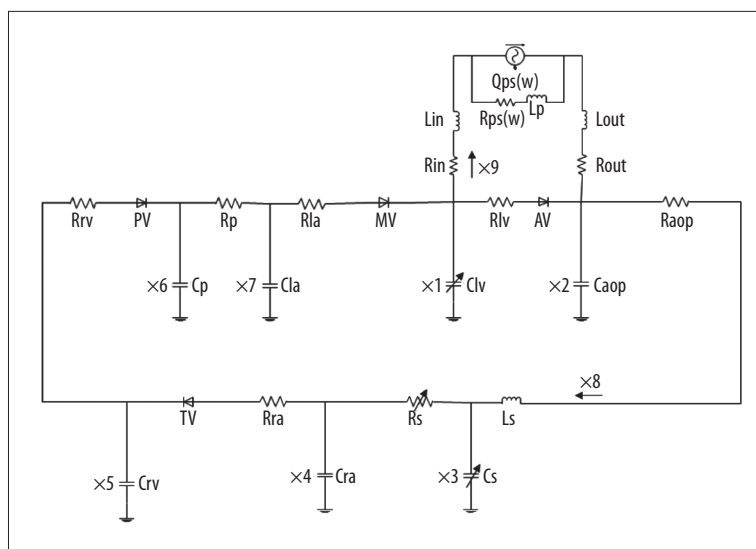 Qps(w)
Rps(w)
Lp
Lin
Lout
Rin
×9
Rout
Rrv
PV
Rp
Rla
MV
Rlv
AV
Raop
×6
Cp
×7
Cla
×1
Clv
×2
Caop
×8
TV
Rra
Rs
Ls
×5
Crv
×4
Cra
×3
Cs